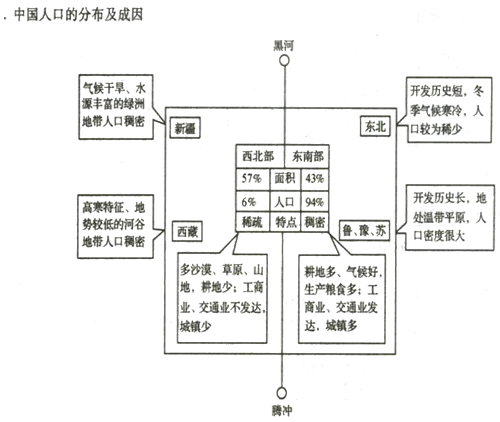 . 中国人口的分布及成因
黑河
气候干旱、水
源丰富的绿洲
地带人口稠密
新疆
开发历史短，冬
季气候寒冷，人
口较为稀少
东北
西北部 东南部
57% 面积 43%
6% 人口 94%
稀疏 特点 稠密
高寒特征、地
势较低的河谷
地带人口稠密
西藏
开发历史长，地
处温带平原，人
口密度很大
鲁、豫、苏
多沙漠、草原、山
地，耕地少；工商
业、交通业不发达，
城镇少
耕地多、气候好，
生产粮食多；工
商业、交通业发
达，城镇多
腾冲